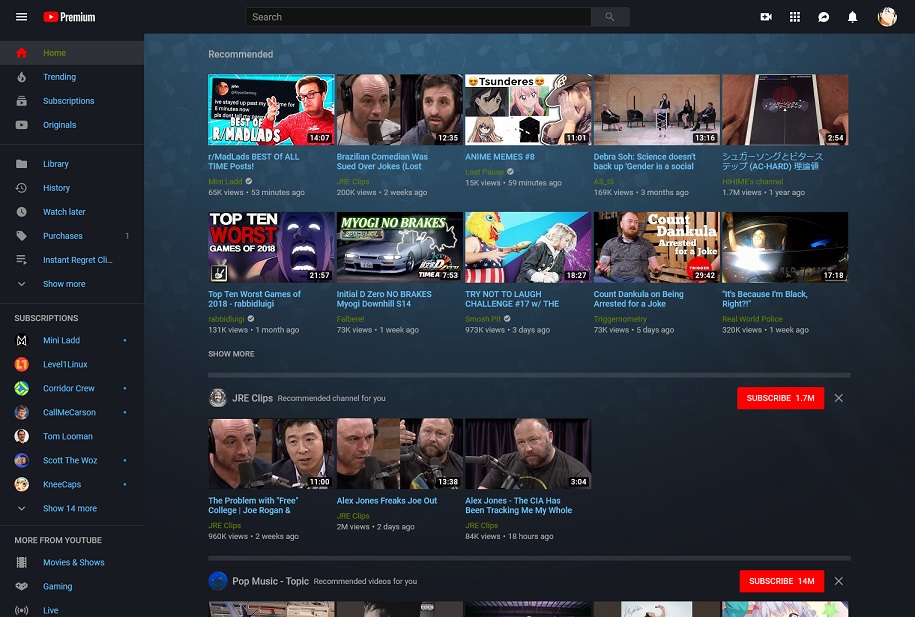 Premium
Search
Home
Trending
Subscriptions
Originals
Library
History
Watch later
Purchases 1
Instant Regret Cli...
Show more
SUBSCRIPTIONS
Mini Ladd
Level1Linux
Corridor Crew
CallMeCarson
Tom Looman
Scott The Woz
KneeCaps
Show 14 more
MORE FROM YOUTUBE
Movies & Shows
Gaming
Live
Recommended
john
ive stayed up past my time for
8 minutes now
BEST OF
R/MADLADS
14:07
12:35
Tsunderes
11:01
13:16
2:54
r/MadLads BEST Of ALL
TIME Posts!
Mini Ladd
65K views • 53 minutes ago
Brazilian Comedian Was
Sued Over Jokes (Lost
JRE Clips
200K views • 2 weeks ago
ANIME MEMES #8
Lost Pause
15K views • 59 minutes ago
Debra Soh: Science doesn't
back up 'Gender is a social
AS_IS
169K views • 3 months ago
シュガーソングとビタース
テップ (AC-HARD) 理論値
HIHIME's channel
1.7M views • 1 year ago
TOP TEN
WORST
GAMES OF 2018
21:57
MYOGI NO BRAKES
TIME A
7:53
18:27
Count
Dankula
Arrested
for a Joke
TRIGGER
29:42
17:18
Top Ten Worst Games of
2018 - rabbidluigi
rabbidluigi
131K views • 1 month ago
Initial D Zero NO BRAKES
Myogi Downhill S14
Falberel
73K views • 1 week ago
TRY NOT TO LAUGH
CHALLENGE #17 w/ THE
Smosh Pit
973K views • 3 days ago
Count Dankula on Being
Arrested for a Joke
Triggernometry
73K views • 5 days ago
"It's Because I'm Black,
Right?!"
Real World Police
320K views • 1 week ago
SHOW MORE
JRE Clips Recommended channel for you
SUBSCRIBE 1.7M
11:00
13:38
3:04
The Problem with "Free"
College | Joe Rogan &
JRE Clips
960K views • 2 weeks ago
Alex Jones Freaks Joe Out
JRE Clips
2M views • 2 days ago
Alex Jones - The CIA Has
Been Tracking Me My Whole
JRE Clips
84K views • 18 hours ago
Pop Music - Topic Recommended videos for you
SUBSCRIBE 14M